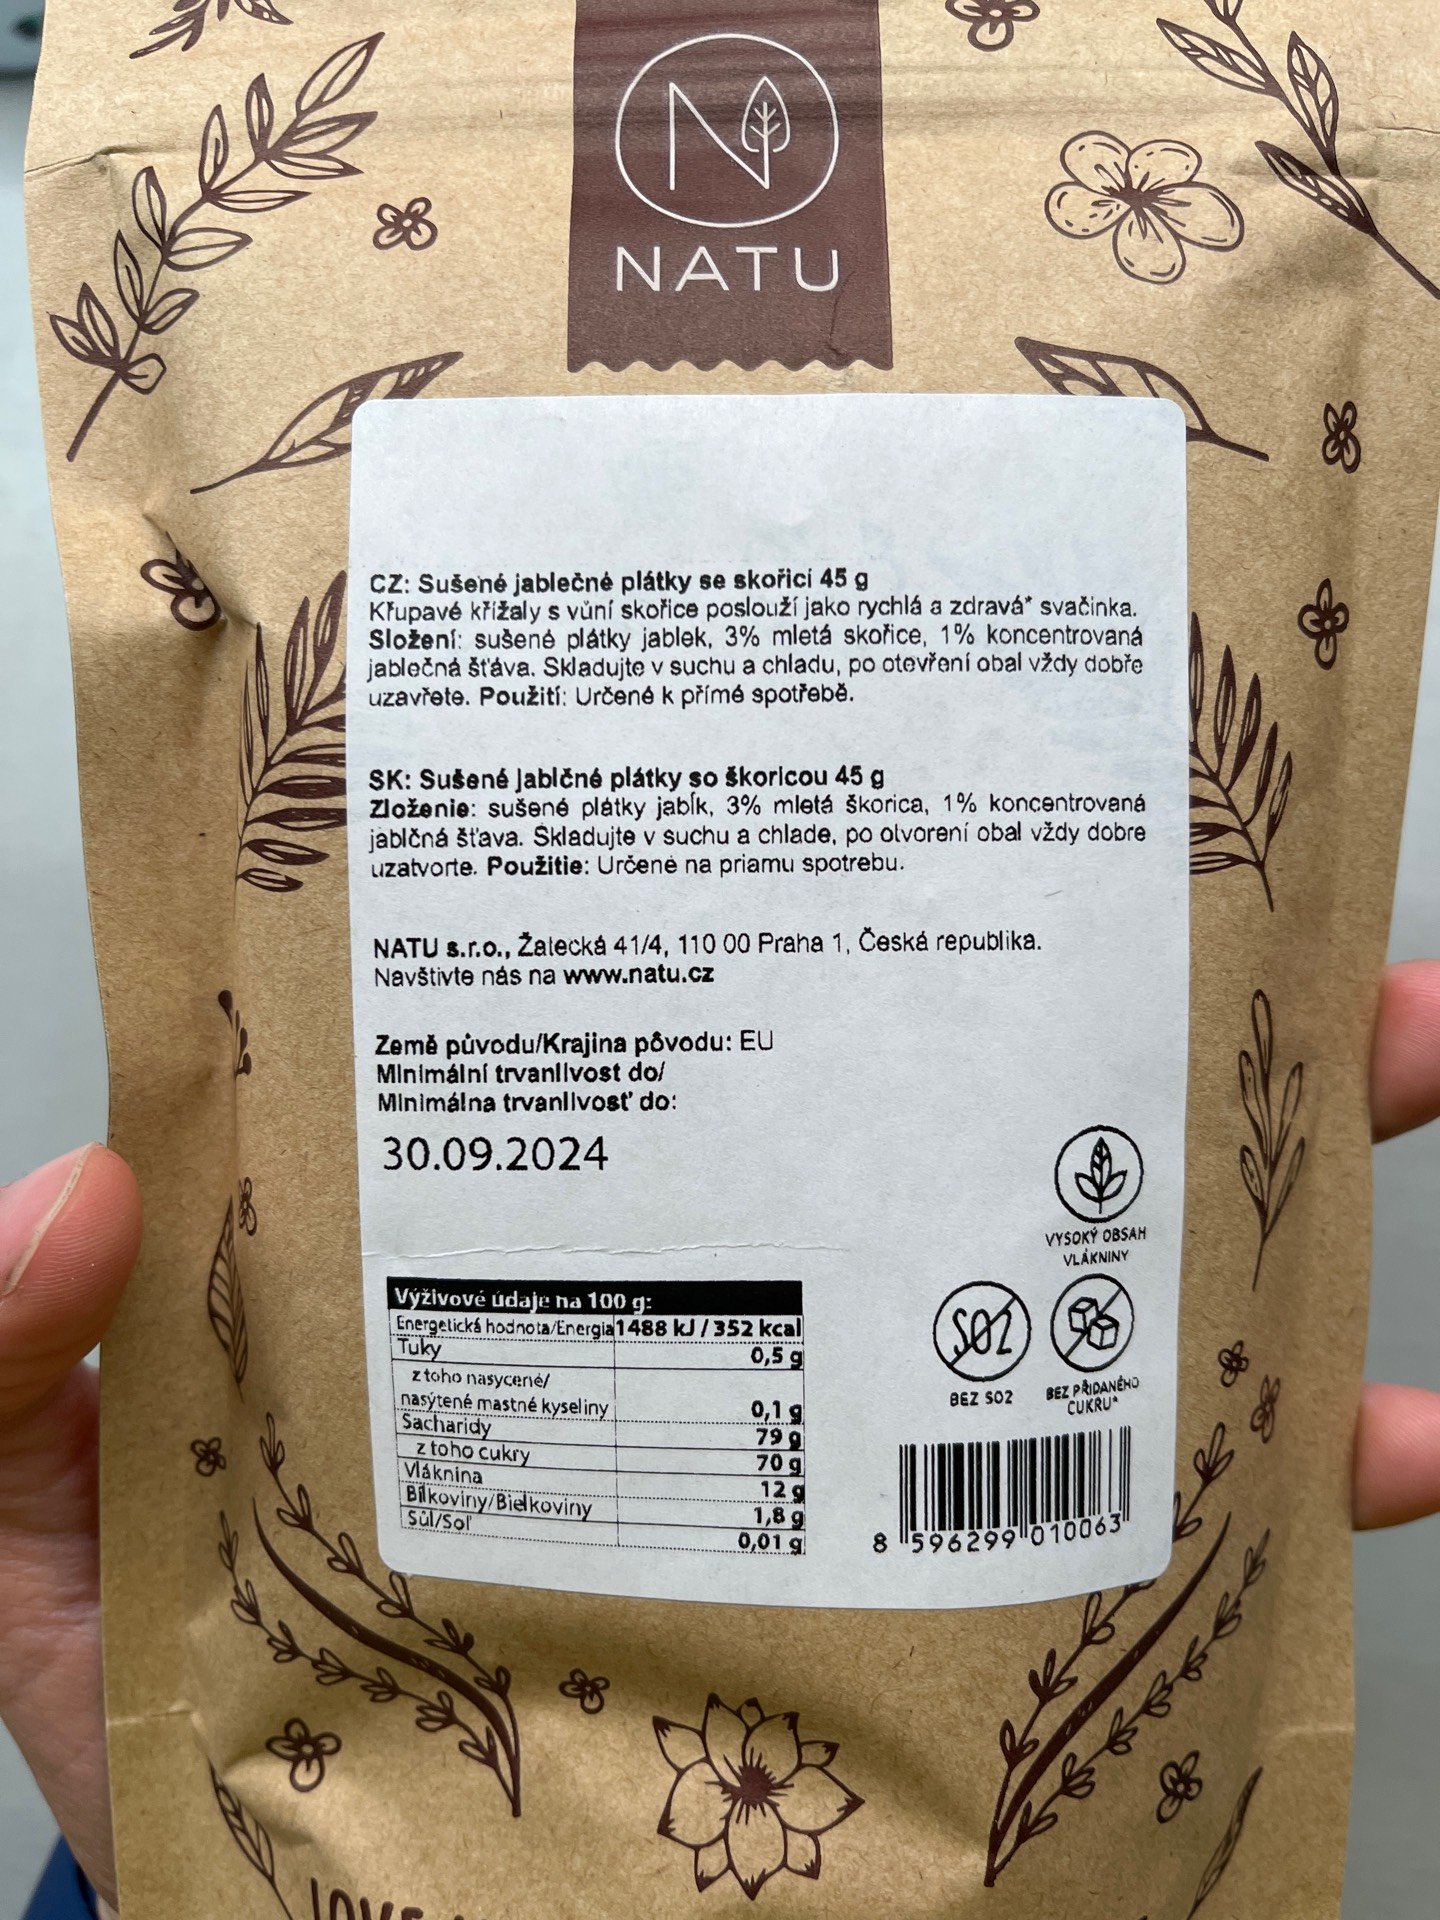 NATU
CZ: Sušené jablečné plátky se skořicí 45 g
Křupavé křížaly s vůní skořice poslouží jako rychlá a zdravá* svačinka.
Složení: sušené plátky jablek, 3% mletá skořice, 1% koncentrovaná
jablečná šťáva. Skladujte v suchu a chladu, po otevření obal vždy dobře
uzavřete. Použití: Určené k přímé spotřebě.
SK: Sušené jablčné plátky so škoricou 45 g
Zloženie: sušené plátky jabĺk, 3% mletá škorica, 1% koncentrovaná
jablčná šťava. Skladujte v suchu a chlade, po otvorení obal vždy dobre
uzatvorte. Použitie: Určené na priamu spotrebu.
NATU s.r.o., Žatecká 41/4, 110 00 Praha 1, Česká republika.
Navštivte nás na www.natu.cz
Země původu/Krajina pôvodu: EU
Minimální trvanlivost do/
Minimálna trvanlivosť do:
30.09.2024
VYSOKÝ OBSAH
VLÁKNINY
Výživové údaje na 100 g:
Energetická hodnota/Energia 1488 kJ / 352 kcal
Tuky 0,5 g
z toho nasycené/
nasýtené mastné kyseliny 0,1 g
Sacharidy 79 g
z toho cukry 70 g
Vláknina 12 g
Bílkoviny/Bielkoviny 1,8 g
Sůl/Soľ 0,01 g
SO2
BEZ SO2
BEZ PŘIDANÉHO
CUKRU*
8 596299 010063
LOVE